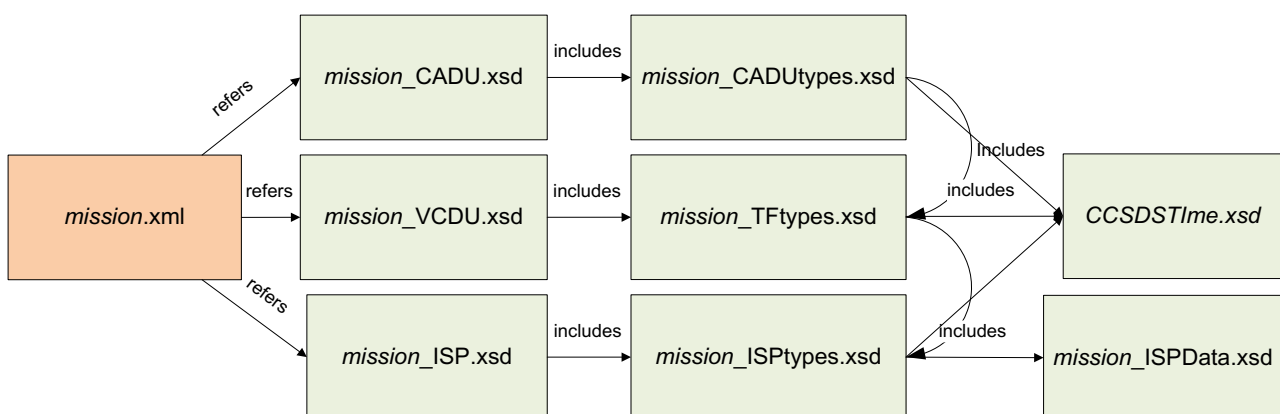 mission_CADU.xsd
includes
mission_CADUtypes.xsd
refers
Includes
mission.xml
refers
mission_VCDU.xsd
includes
mission_TFtypes.xsd
includes
CCSDSTIme.xsd
refers
mission_ISP.xsd
includes
mission_ISPtypes.xsd
includes
mission_ISPData.xsd